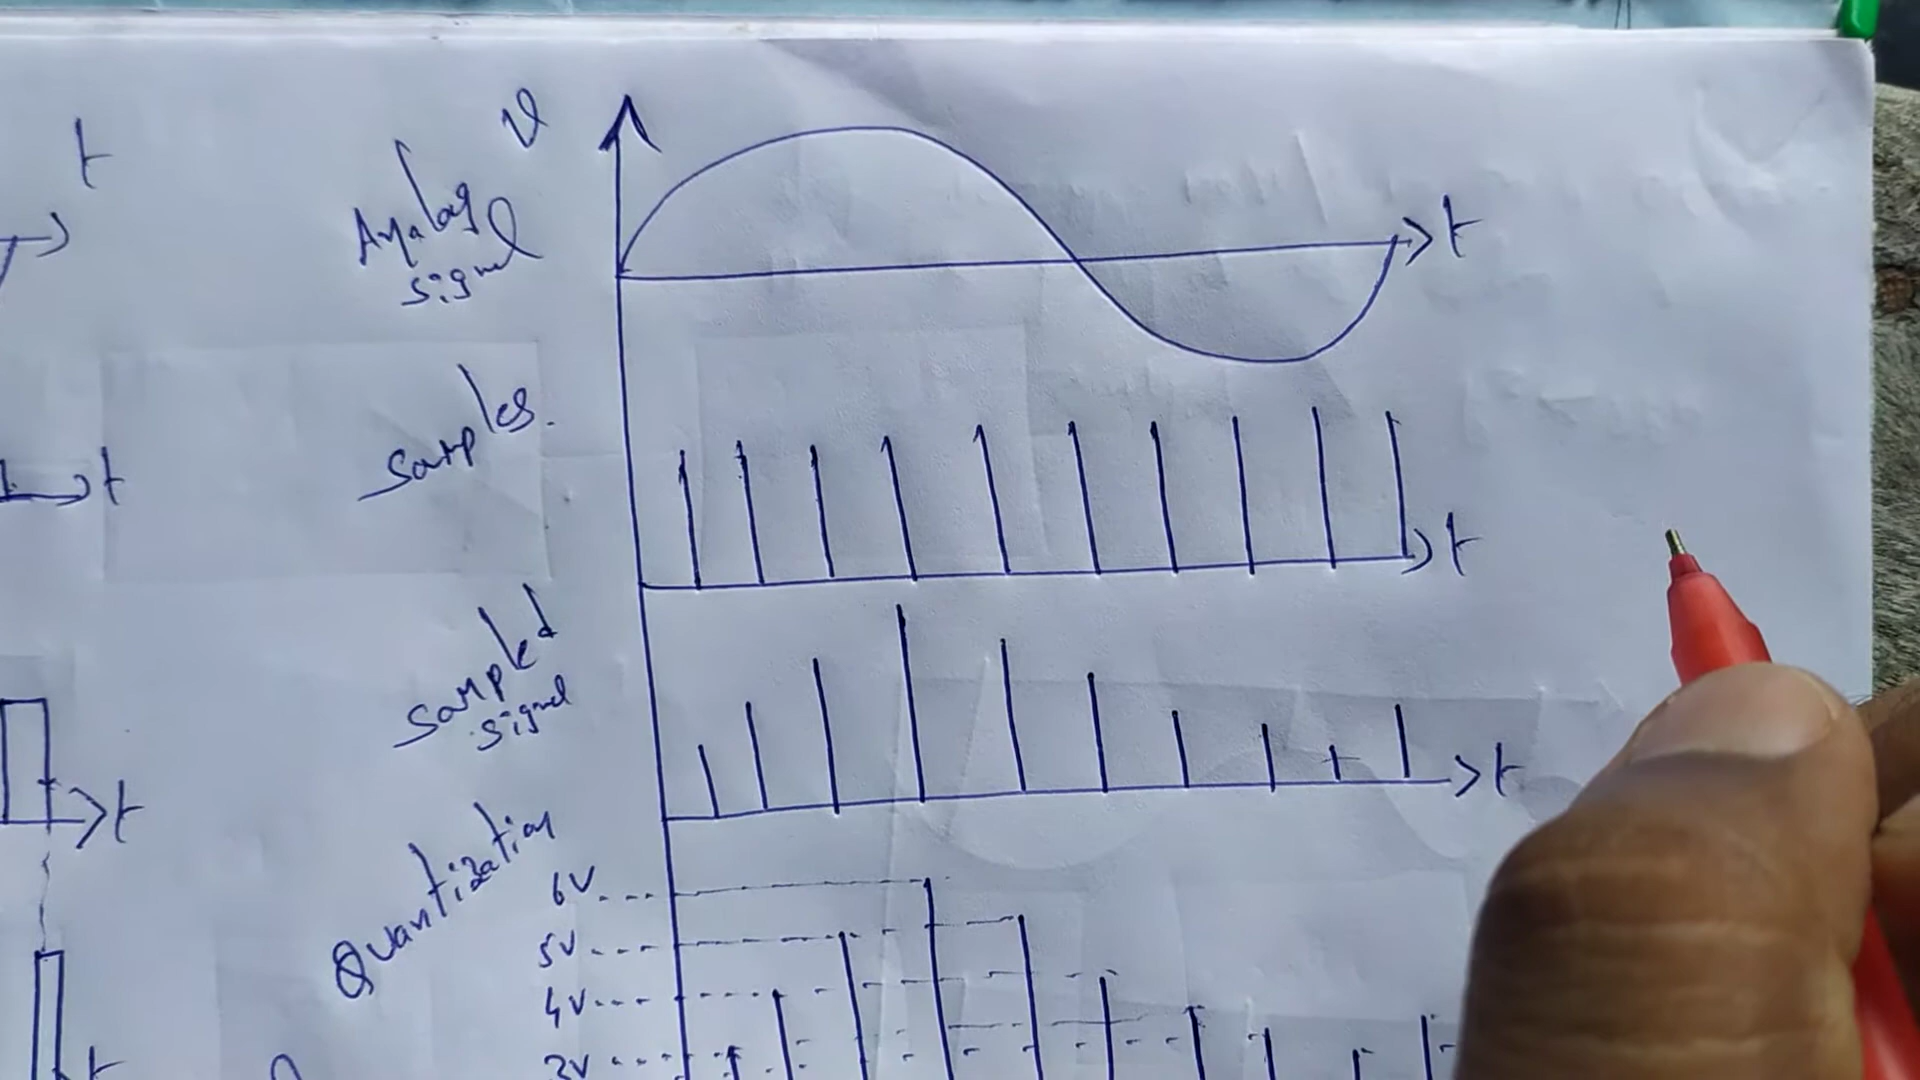 t
v
Analog
signal
t
Samples.
t
t
Sampled
signal
t
t
Quantization
6V
5V
4V
3V
t